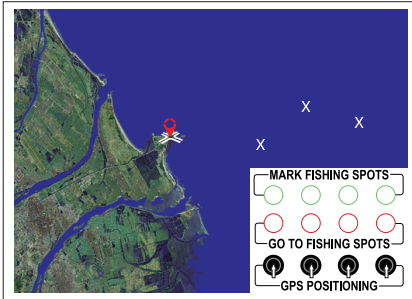 X
X
X
MARK FISHING SPOTS
GO TO FISHING SPOTS
GPS POSITIONING